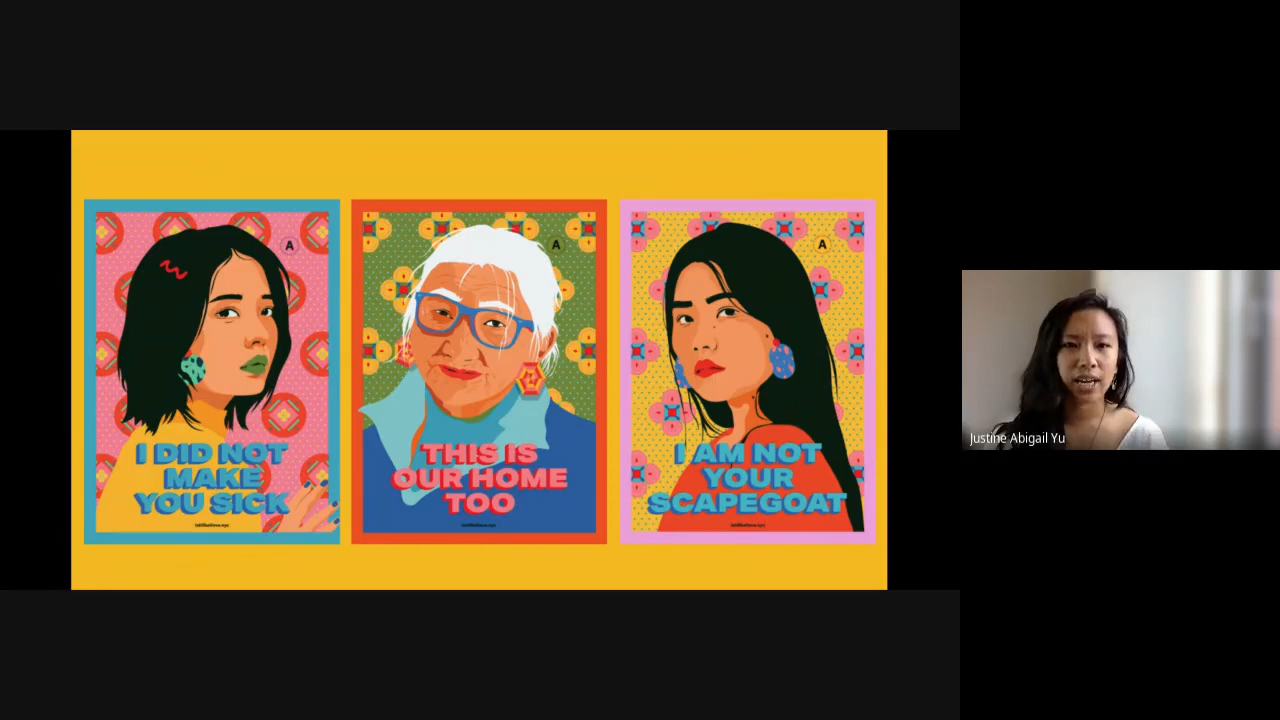 A
I DID NOT
MAKE
YOU SICK
A
THIS IS
OUR HOME
TOO
A
I AM NOT
YOUR
SCAPEGOAT
Justine Abigail Yu